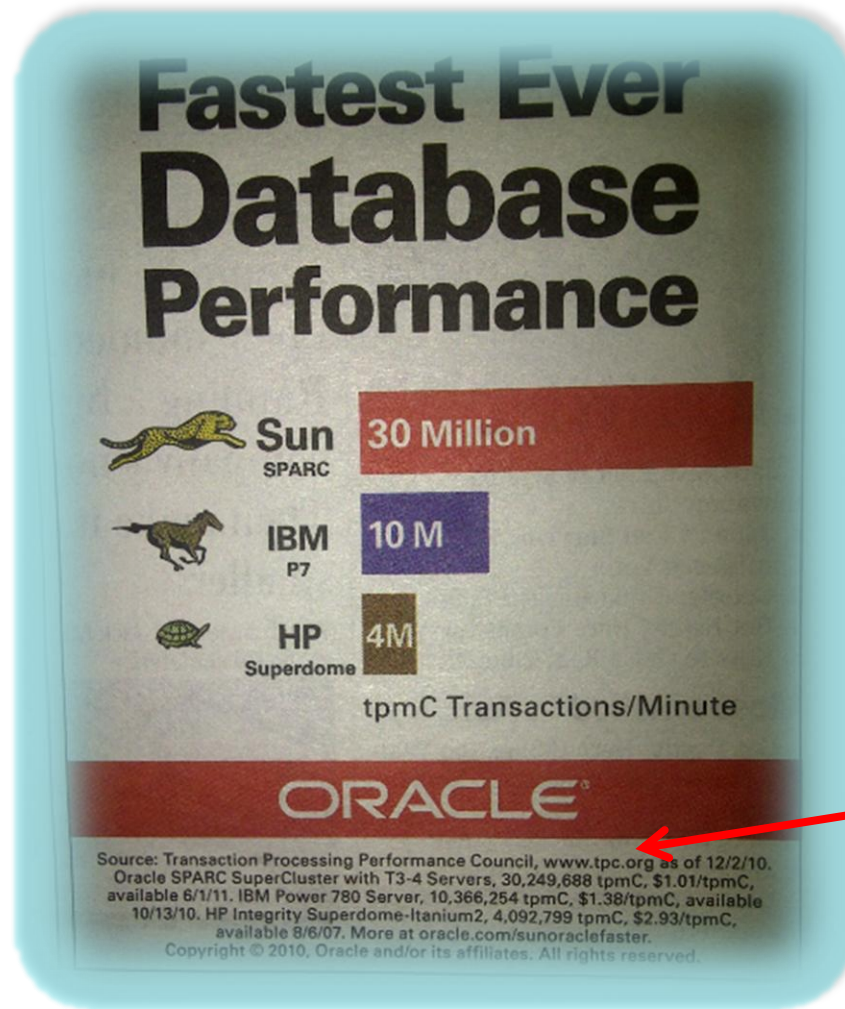 Fastest Ever
Database
Performance
Sun 30 Million
SPARC
IBM 10 M
P7
HP 4M
Superdome
tpmC Transactions/Minute
ORACLE®
Source: Transaction Processing Performance Council, www.tpc.org as of 12/2/10.
Oracle SPARC SuperCluster with T3-4 Servers, 30,249,688 tpmC, $1.01/tpmC,
available 6/1/11. IBM Power 780 Server, 10,366,254 tpmC, $1.38/tpmC, available
10/13/10. HP Integrity Superdome-Itanium2, 4,092,799 tpmC, $2.93/tpmC,
available 8/6/07. More at oracle.com/sunoraclefaster.
Copyright © 2010, Oracle and/or its affiliates. All rights reserved.